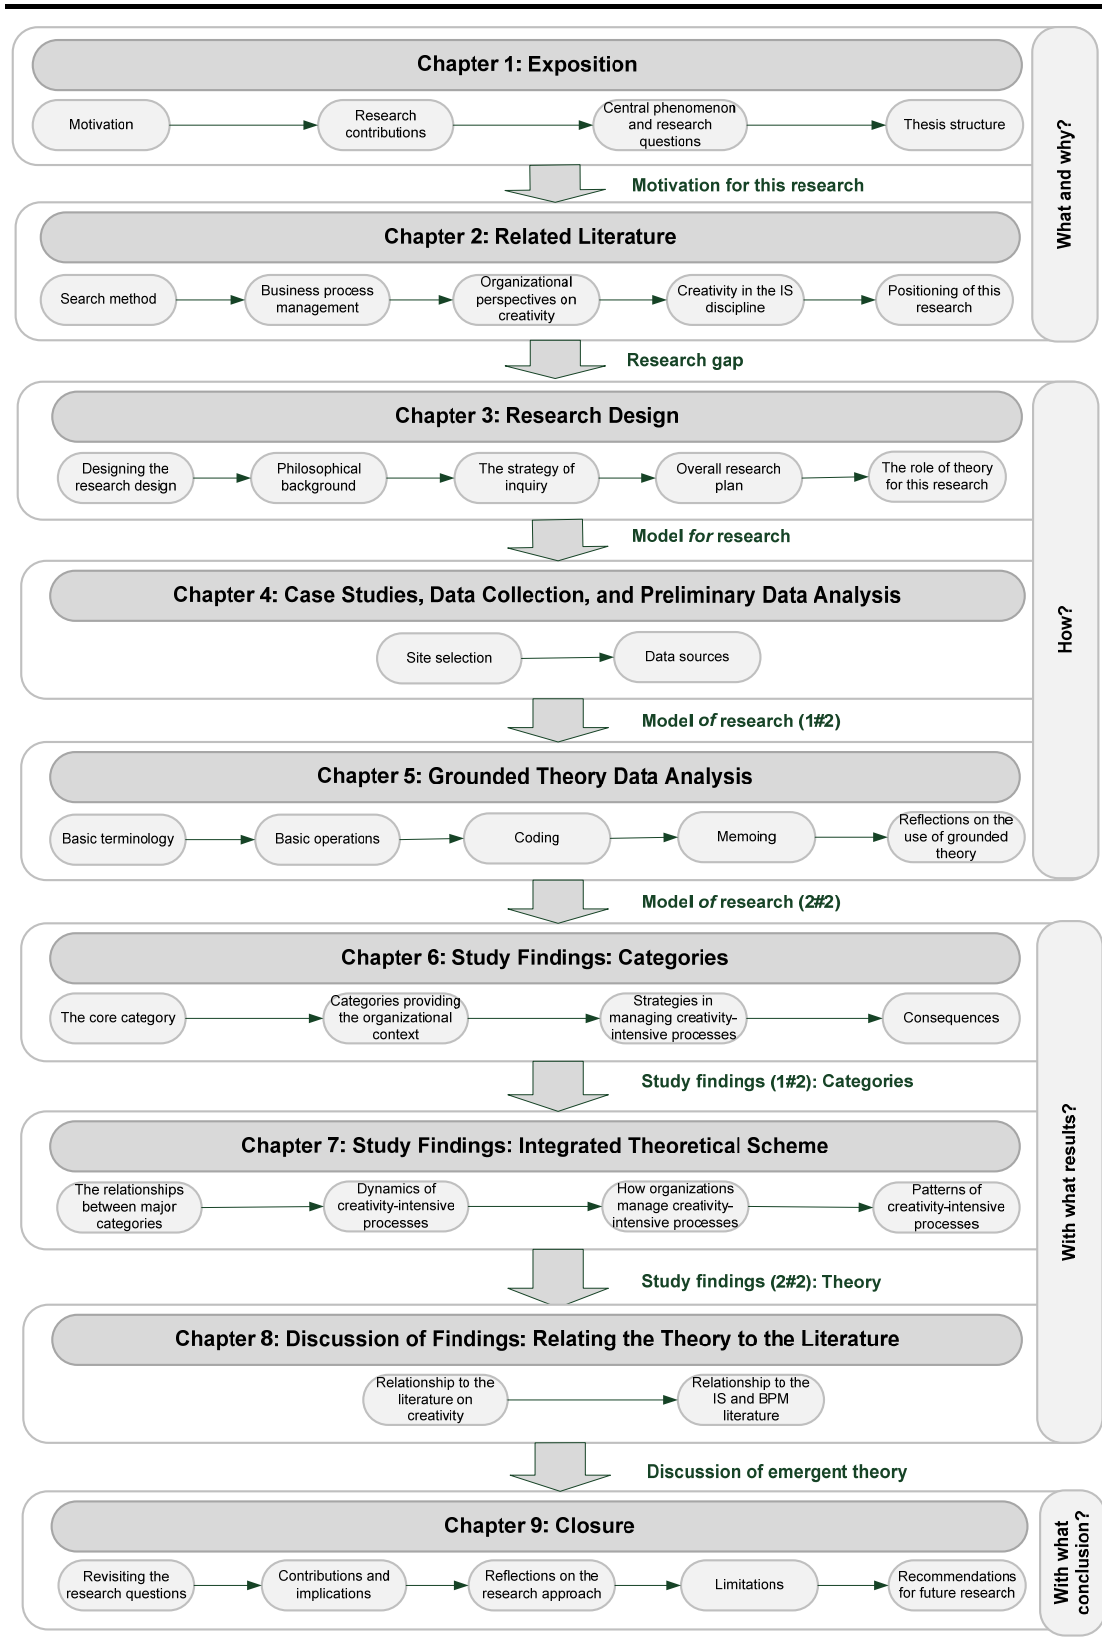 Chapter 1: Exposition
Motivation
Research
contributions
Central phenomenon
and research
questions
Thesis structure
What and why?
Motivation for this research
Chapter 2: Related Literature
Search method
Business process
management
Organizational
perspectives on
creativity
Creativity in the IS
discipline
Positioning of this
research
Research gap
Chapter 3: Research Design
Designing the
research design
Philosophical
background
The strategy of
inquiry
Overall research
plan
The role of theory
for this research
How?
Model for research
Chapter 4: Case Studies, Data Collection, and Preliminary Data Analysis
Site selection
Data sources
Model of research (1#2)
Chapter 5: Grounded Theory Data Analysis
Basic terminology
Basic operations
Coding
Memoing
Reflections on the
use of grounded
theory
Model of research (2#2)
Chapter 6: Study Findings: Categories
The core category
Categories providing
the organizational
context
Strategies in
managing creativity-
intensive processes
Consequences
With what results?
Study findings (1#2): Categories
Chapter 7: Study Findings: Integrated Theoretical Scheme
The relationships
between major
categories
Dynamics of
creativity-intensive
processes
How organizations
manage creativity-
intensive processes
Patterns of
creativity-intensive
processes
Study findings (2#2): Theory
Chapter 8: Discussion of Findings: Relating the Theory to the Literature
Relationship to the
literature on
creativity
Relationship to the
IS and BPM
literature
Discussion of emergent theory
Chapter 9: Closure
Revisiting the
research questions
Contributions and
implications
Reflections on the
research approach
Limitations
Recommendations
for future research
With what
conclusion?